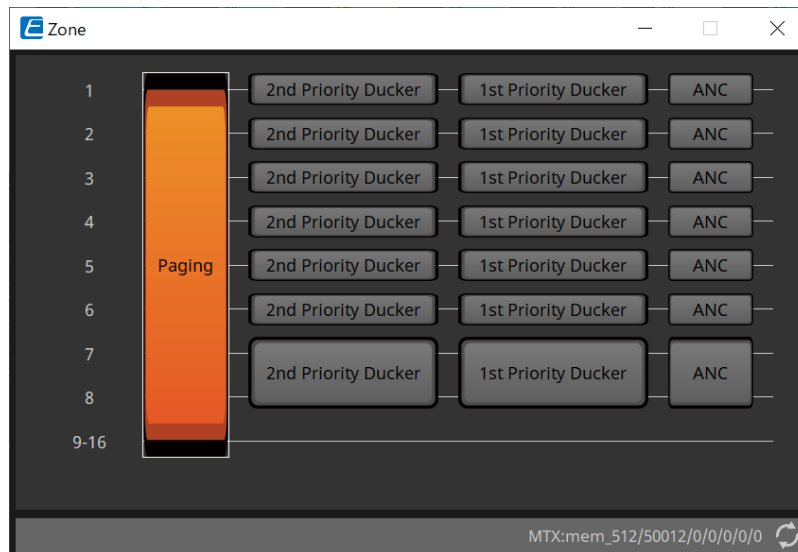 E Zone
1 2nd Priority Ducker 1st Priority Ducker ANC
2 2nd Priority Ducker 1st Priority Ducker ANC
3 2nd Priority Ducker 1st Priority Ducker ANC
4 2nd Priority Ducker 1st Priority Ducker ANC
5 Paging 2nd Priority Ducker 1st Priority Ducker ANC
6 2nd Priority Ducker 1st Priority Ducker ANC
7
2nd Priority Ducker 1st Priority Ducker ANC
8
9-16
MTX:mem_512/50012/0/0/0/0/0